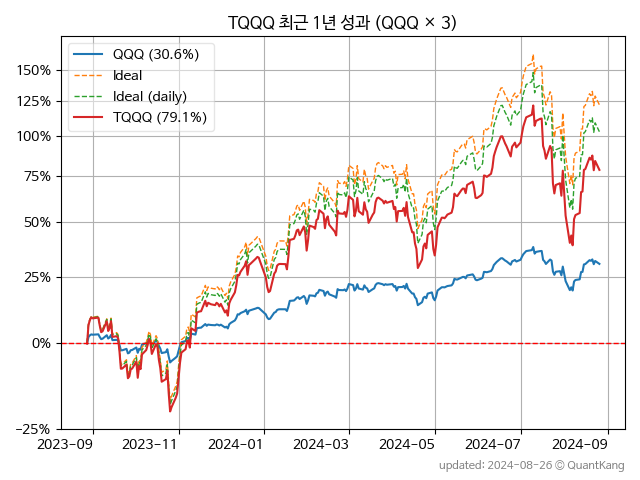 TQQQ 최근 1년 성과 (QQQ × 3)
QQQ (30.6%)
Ideal
Ideal (daily)
TQQQ (79.1%)
150%
125%
100%
75%
50%
25%
0%
−25%
2023-09 2023-11 2024-01 2024-03 2024-05 2024-07 2024-09
updated: 2024-08-26 © QuantKang